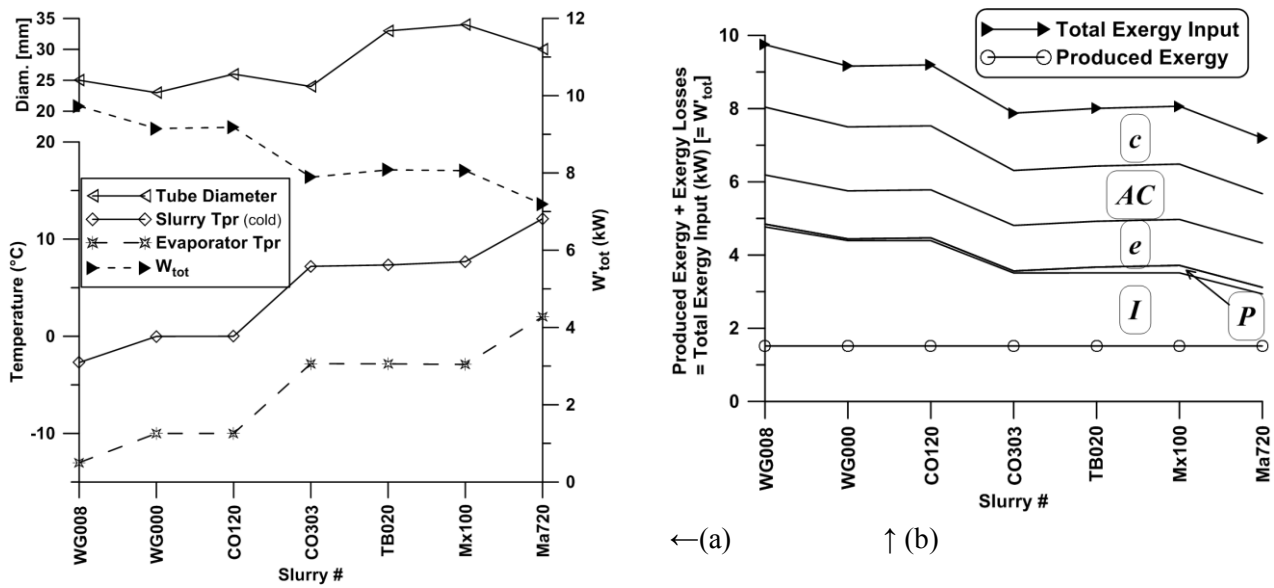 Diam. [mm]
35
30
25
20
20
10
0
-10
Temperature (°C)
Tube Diameter
Slurry Tpr (cold)
Evaporator Tpr
Wtot
12
10
8
6
4
2
0
W'tot (kW)
WG008
WG000
CO120
CO303
TB020
Mx100
Ma720
Slurry #
←(a)
Produced Exergy + Exergy Losses
= Total Exergy Input (kW) [= W'tot]
10
8
6
4
2
0
Total Exergy Input
Produced Exergy
c
AC
e
I
P
WG008
WG000
CO120
CO303
TB020
Mx100
Ma720
Slurry #
↑ (b)